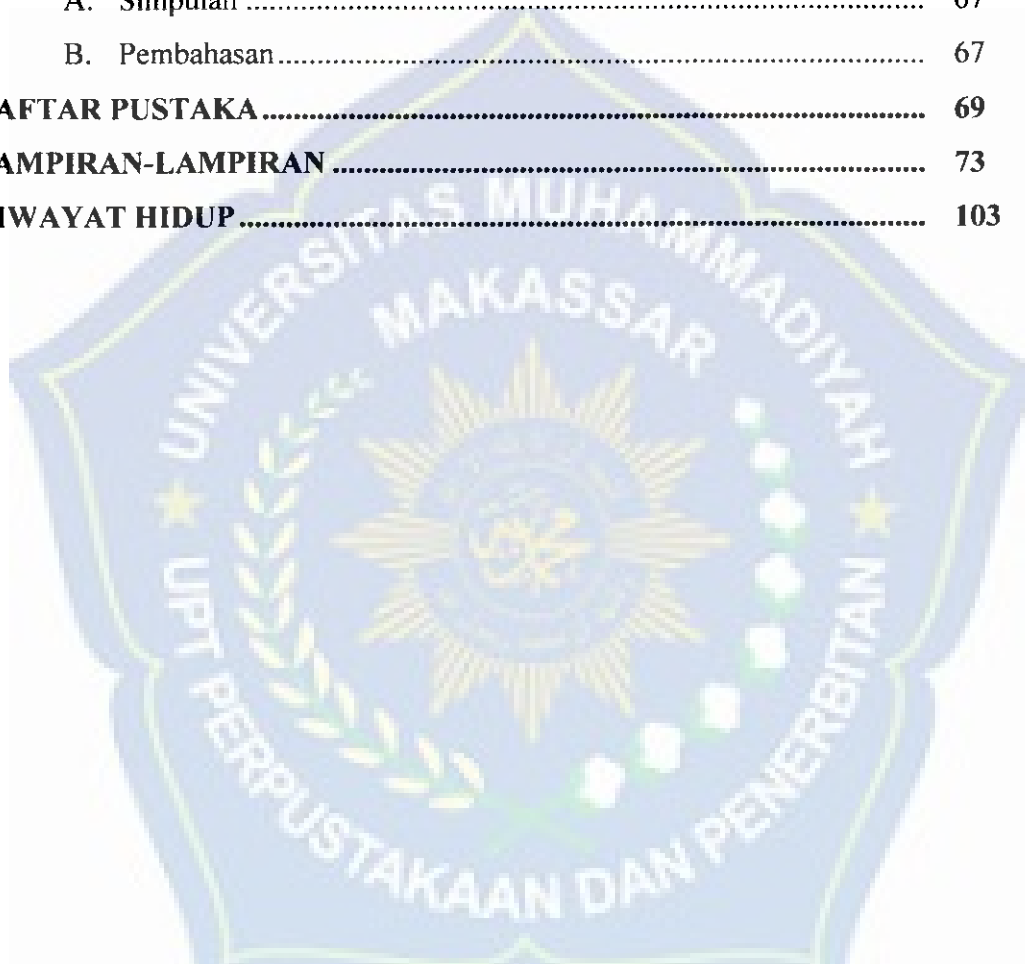 A. Simpulan ........ 67
B. Pembahasan ........ 67
AFTAR PUSTAKA ........ 69
AMPIRAN-LAMPIRAN ........ 73
IWAYAT HIDUP ........ 103
UNIVERSITAS MUHAMMADIYAH
MAKASSAR
UPT PERPUSTAKAAN DAN PENERBITAN